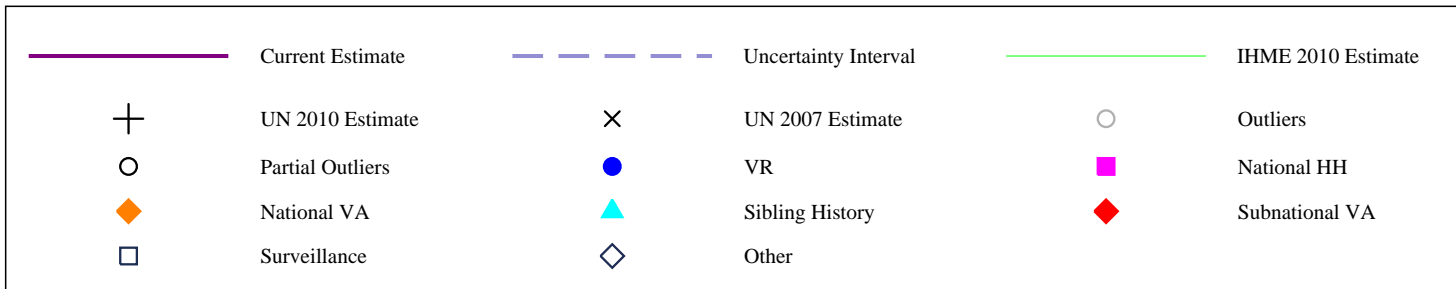 Current Estimate Uncertainty Interval IHME 2010 Estimate
UN 2010 Estimate UN 2007 Estimate Outliers
Partial Outliers VR National HH
National VA Sibling History Subnational VA
Surveillance Other